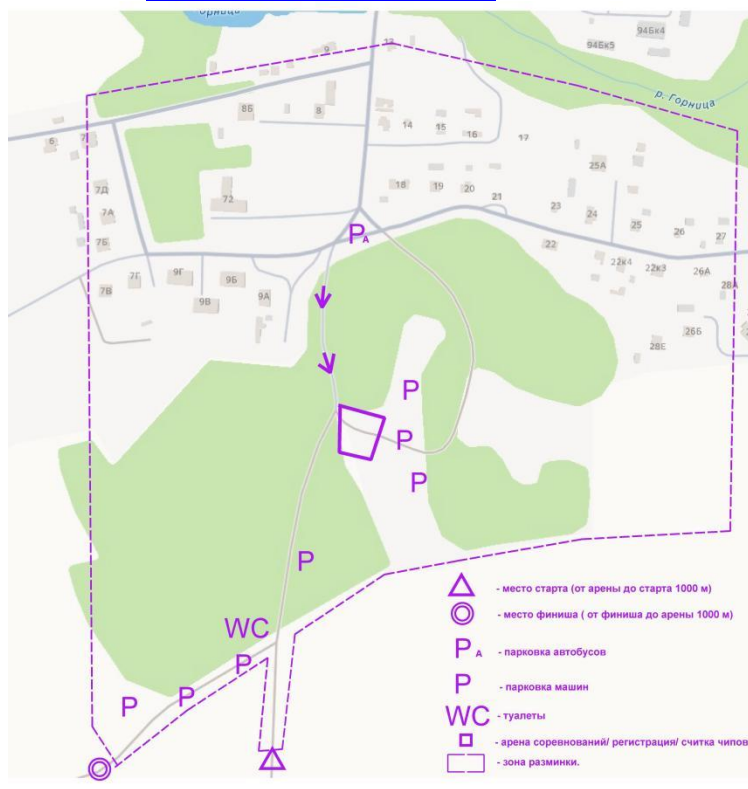 Горница
94Бк4
94Бк5
13
9
р. Горница
8Б
8
14
15
16
17
6
7
25А
7Д
72
18
19
20
21
7А
23
24
25
26
27
Р А
7Б
22
22к4
22к3
26А
28А
7В
7Г
9Г
9Б
9В
9А
26Б
28Е
P
P
P
P
- место старта (от арены до старта 1000 м)
- место финиша ( от финиша до арены 1000 м)
WC
P
P А
- парковка автобусов
P
P
P
- парковка машин
WC
- туалеты
- арена соревнований/ регистрация/ считка чипов
- зона разминки.